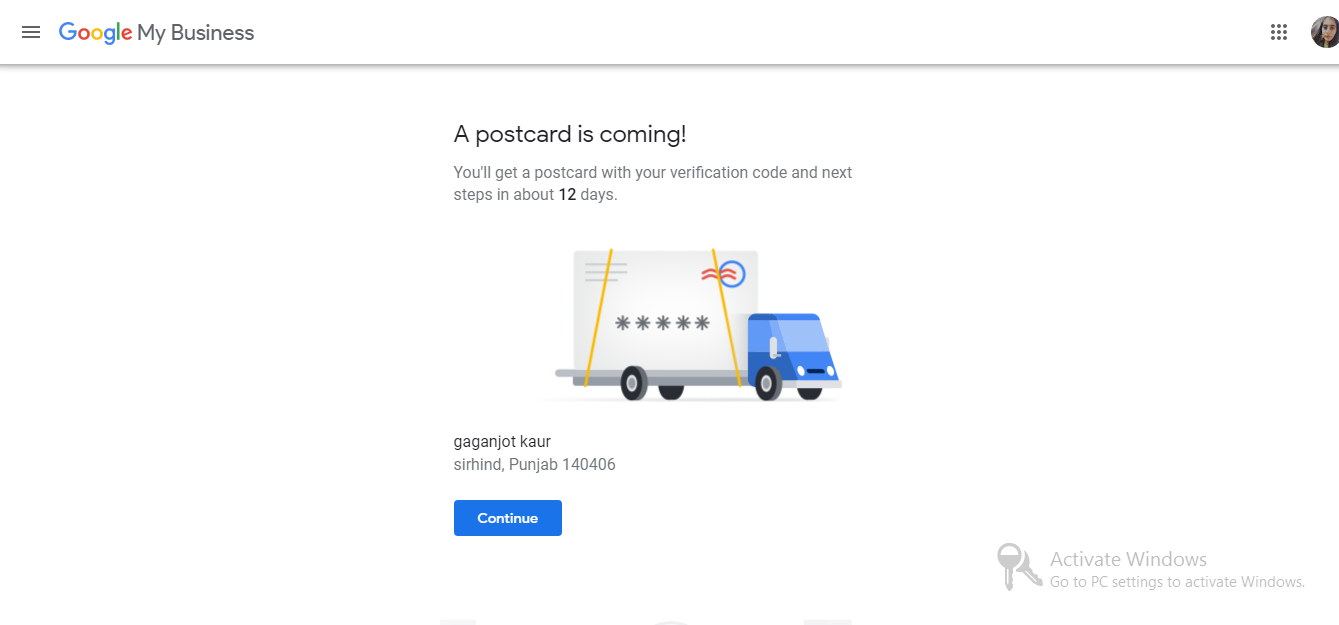 Google My Business
A postcard is coming!
You'll get a postcard with your verification code and next
steps in about 12 days.
*****
gaganjot kaur
sirhind, Punjab 140406
Continue
Activate Windows
Go to PC settings to activate Windows.